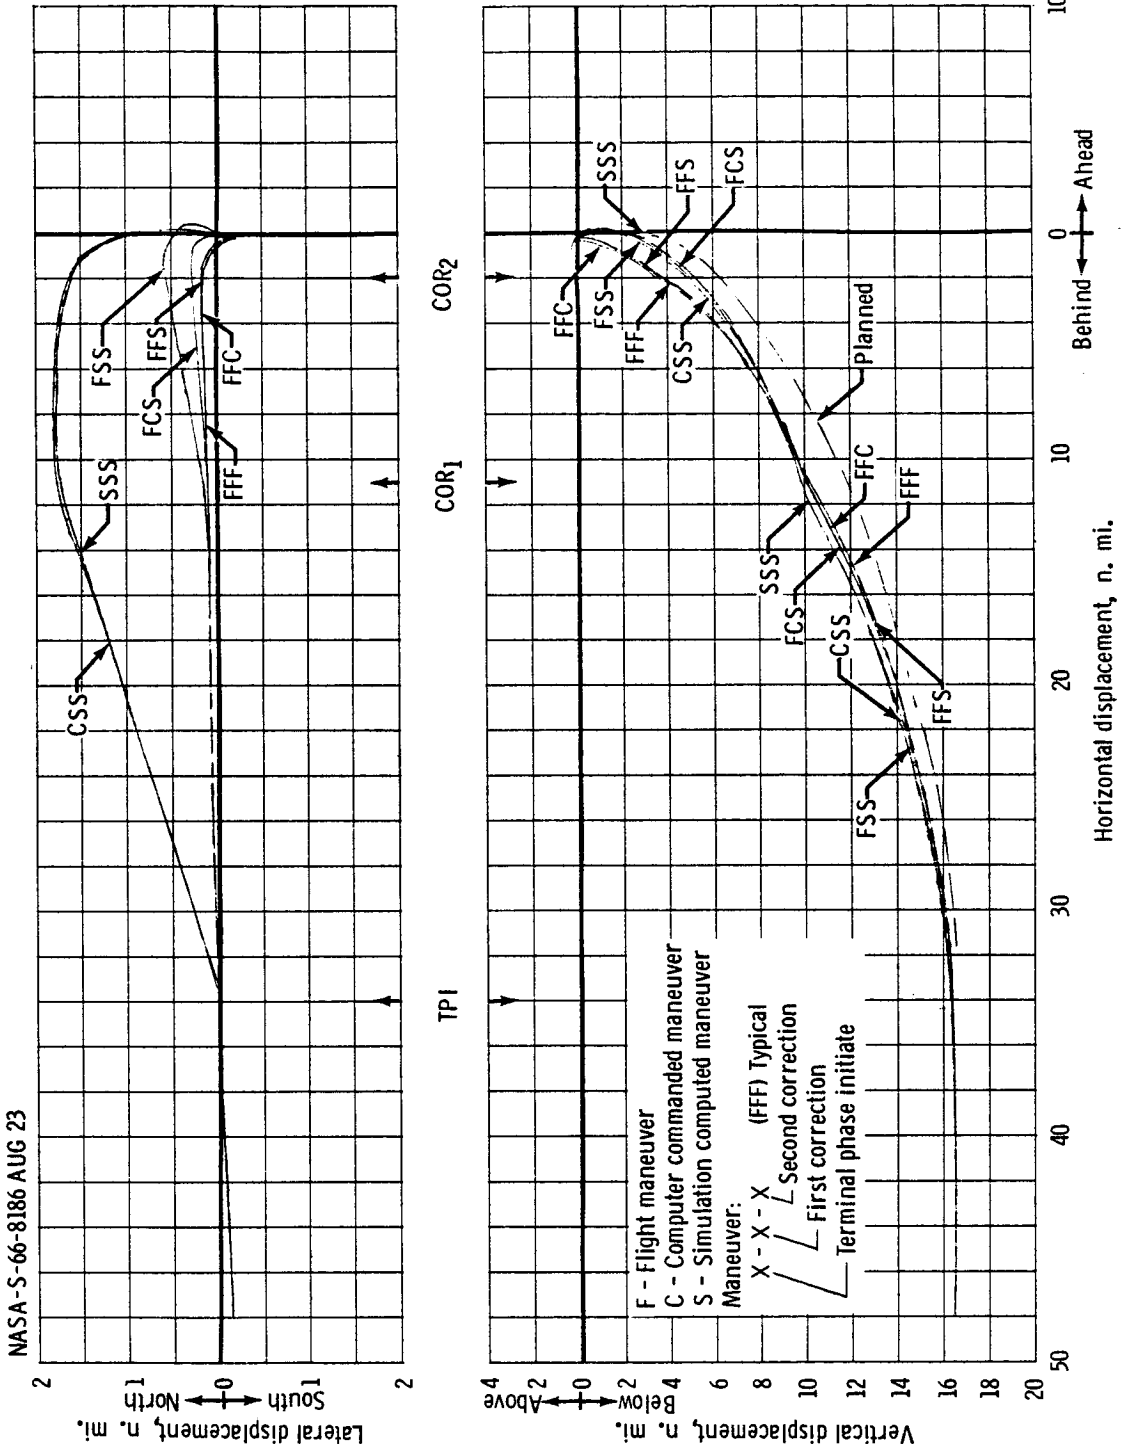 NASA-S-66-8186 AUG 23
Lateral displacement, n. mi.
South North
2
1
0
1
2
CSS
SSS
FSS
FCS
FFS
FFF
FFC
TPI
COR1
COR2
Vertical displacement, n. mi.
Below Above
4
2
0
2
4
6
8
10
12
14
16
18
20
F - Flight maneuver
C - Computer commanded maneuver
S - Simulation computed maneuver
Maneuver:
X - X - X (FFF) Typical
Second correction
First correction
Terminal phase initiate
FSS
CSS
FFS
FCS
SSS
FFF
FFC
Planned
CSS
FFF
FSS
FFC
SSS
FFS
FCS
50
40
30
20
10
0
10
Behind Ahead
Horizontal displacement, n. mi.